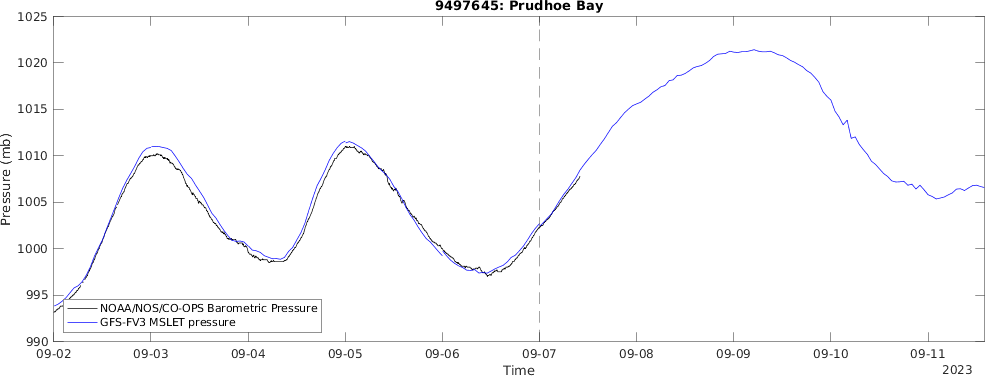 9497645: Prudhoe Bay
Pressure (mb)
1025
1020
1015
1010
1005
1000
995
990
NOAA/NOS/CO-OPS Barometric Pressure
GFS-FV3 MSLET pressure
09-02 09-03 09-04 09-05 09-06 09-07 09-08 09-09 09-10 09-11
Time
2023